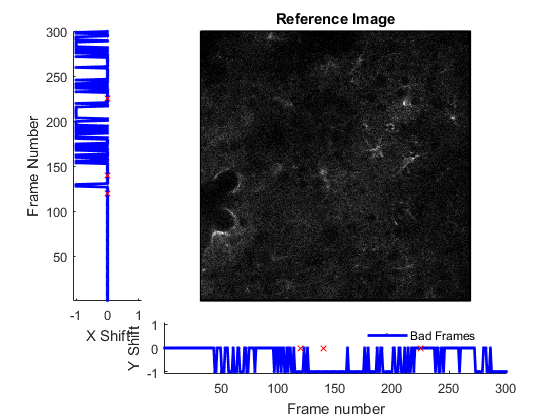 Reference Image
300
250
200
150
100
50
Frame Number
-1 0 1
X Shift
Y Shift
1
0
-1
Bad Frames
50 100 150 200 250 300
Frame number